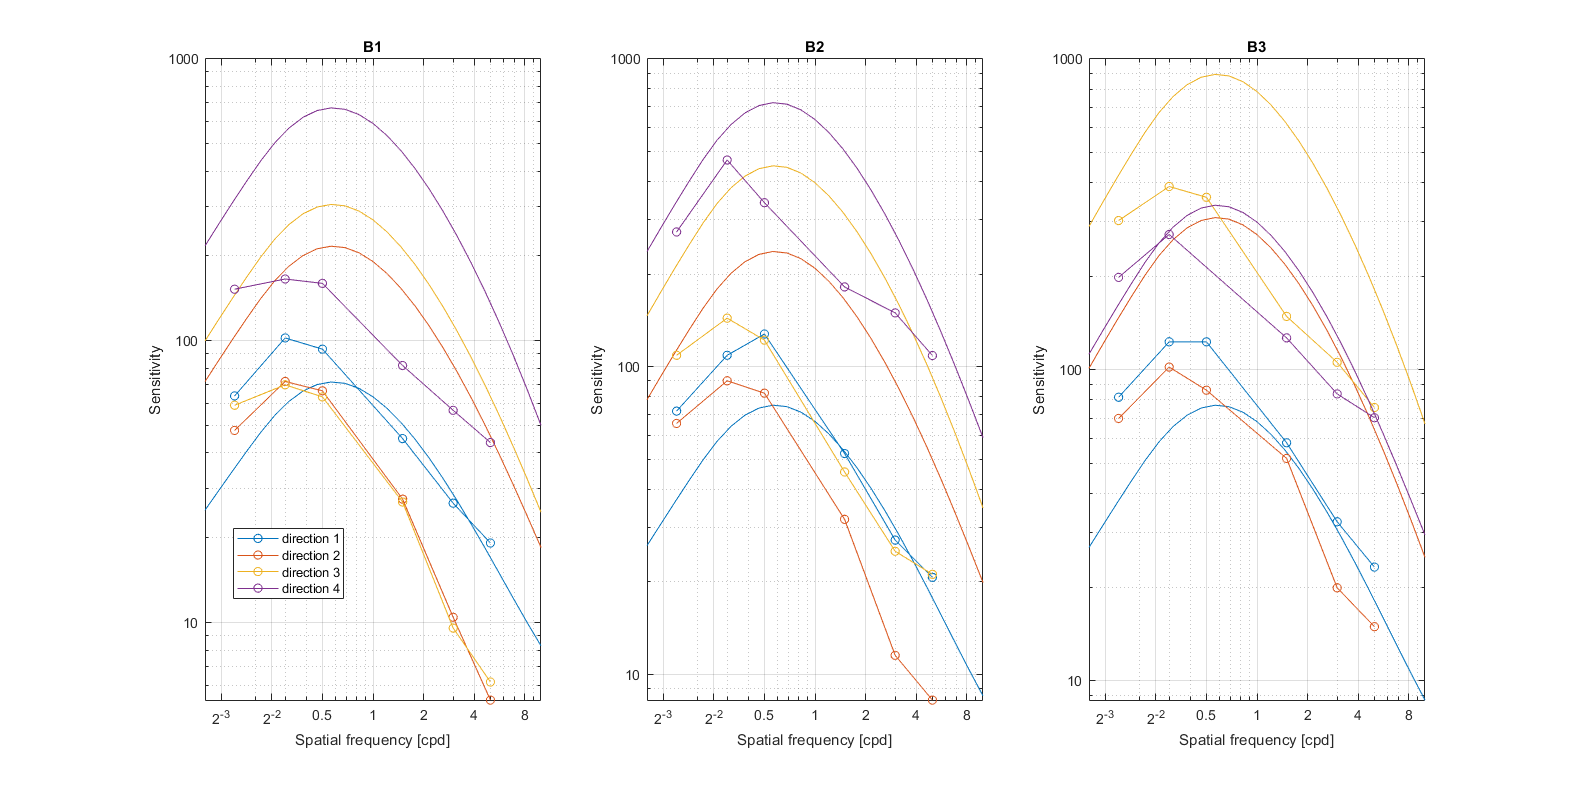 B1
B2
B3
1000
100
10
Sensitivity
2^-3
2^-2
0.5
1
2
4
8
Spatial frequency [cpd]
direction 1
direction 2
direction 3
direction 4
1000
100
10
Sensitivity
2^-3
2^-2
0.5
1
2
4
8
Spatial frequency [cpd]
1000
100
10
Sensitivity
2^-3
2^-2
0.5
1
2
4
8
Spatial frequency [cpd]